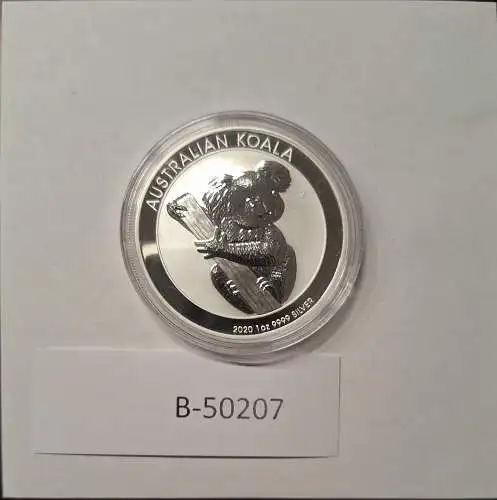 AUSTRALIAN KOALA
2020 1oz 9999 SILVER
B-50207